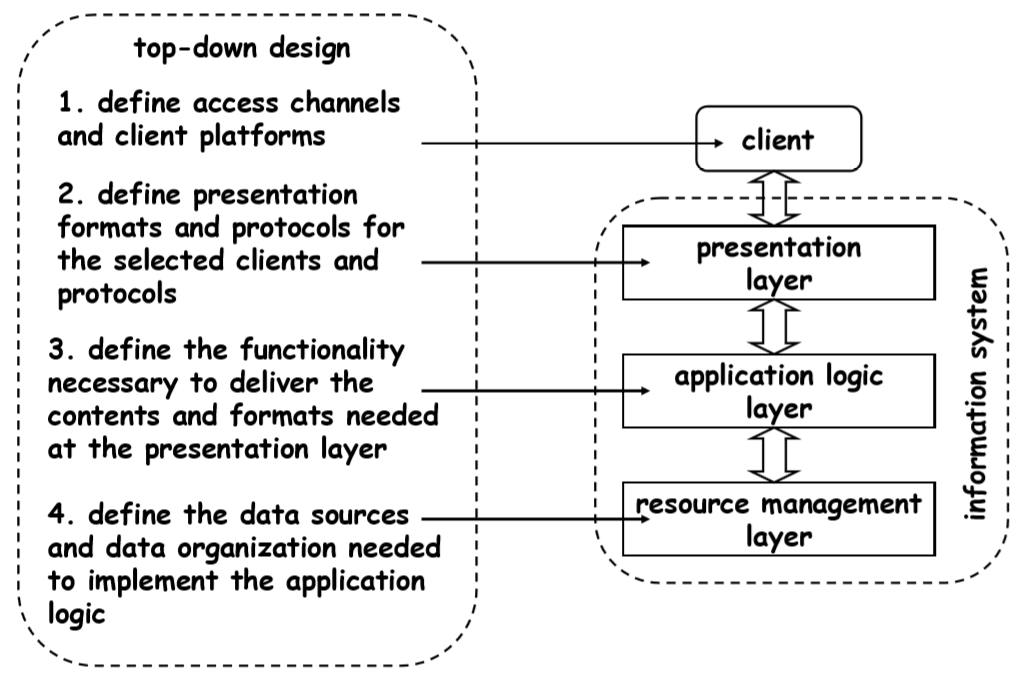 top-down design
1. define access channels
and client platforms
2. define presentation
formats and protocols for
the selected clients and
protocols
3. define the functionality
necessary to deliver the
contents and formats needed
at the presentation layer
4. define the data sources
and data organization needed
to implement the application
logic
client
presentation
layer
application logic
layer
resource management
layer
information system